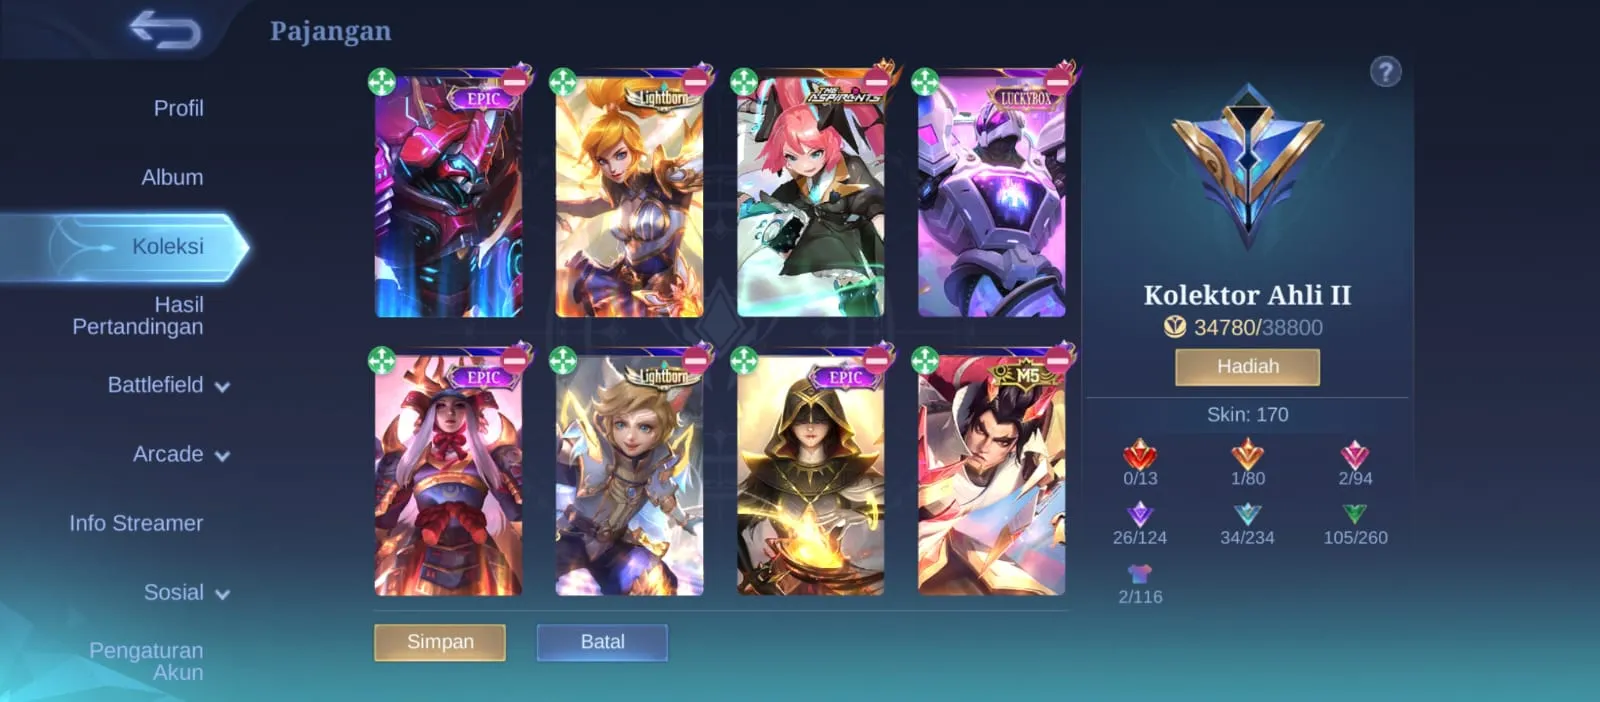 Pajangan
Profil
Album
Koleksi
Hasil
Pertandingan
Battlefield
Arcade
Info Streamer
Sosial
Pengaturan
Akun
EPIC
Lightborn
THE ASPIRANTS
LUCKYBOX
EPIC
Lightborn
EPIC
M5
Simpan
Batal
?
Kolektor Ahli II
34780/38800
Hadiah
Skin: 170
0/13
1/80
2/94
26/124
34/234
105/260
2/116